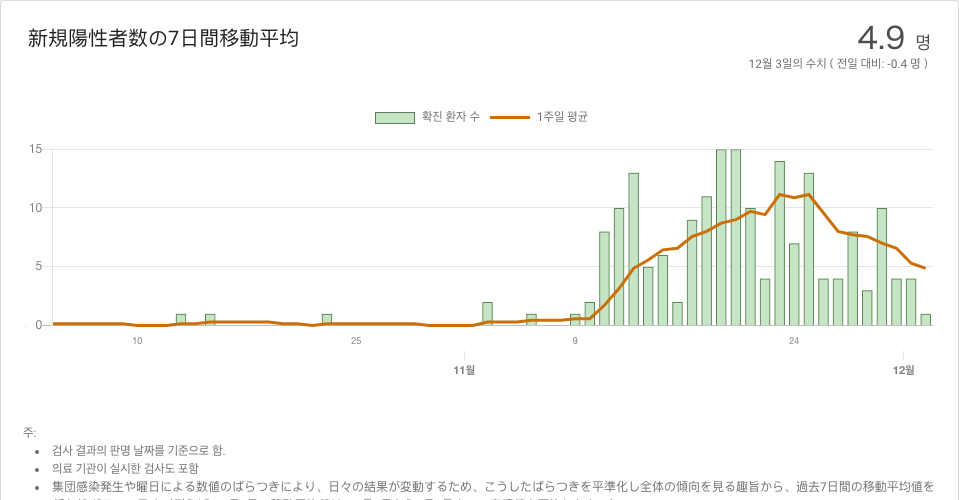 新規陽性者数の7日間移動平均
4.9 명
12월 3일의 수치 ( 전일 대비: -0.4 명 )
확진 환자 수 1주일 평균
15
10
5
0
10 25 9 24
11월 12월
주:
검사 결과의 판명 날짜를 기준으로 함.
의료 기관이 실시한 검사도 포함
集団感染発生や曜日による数値のばらつきにより、日々の結果が変動するため、こうしたばらつきを平準化し全体の傾向を見る趣旨から、過去7日間の移動平均値を